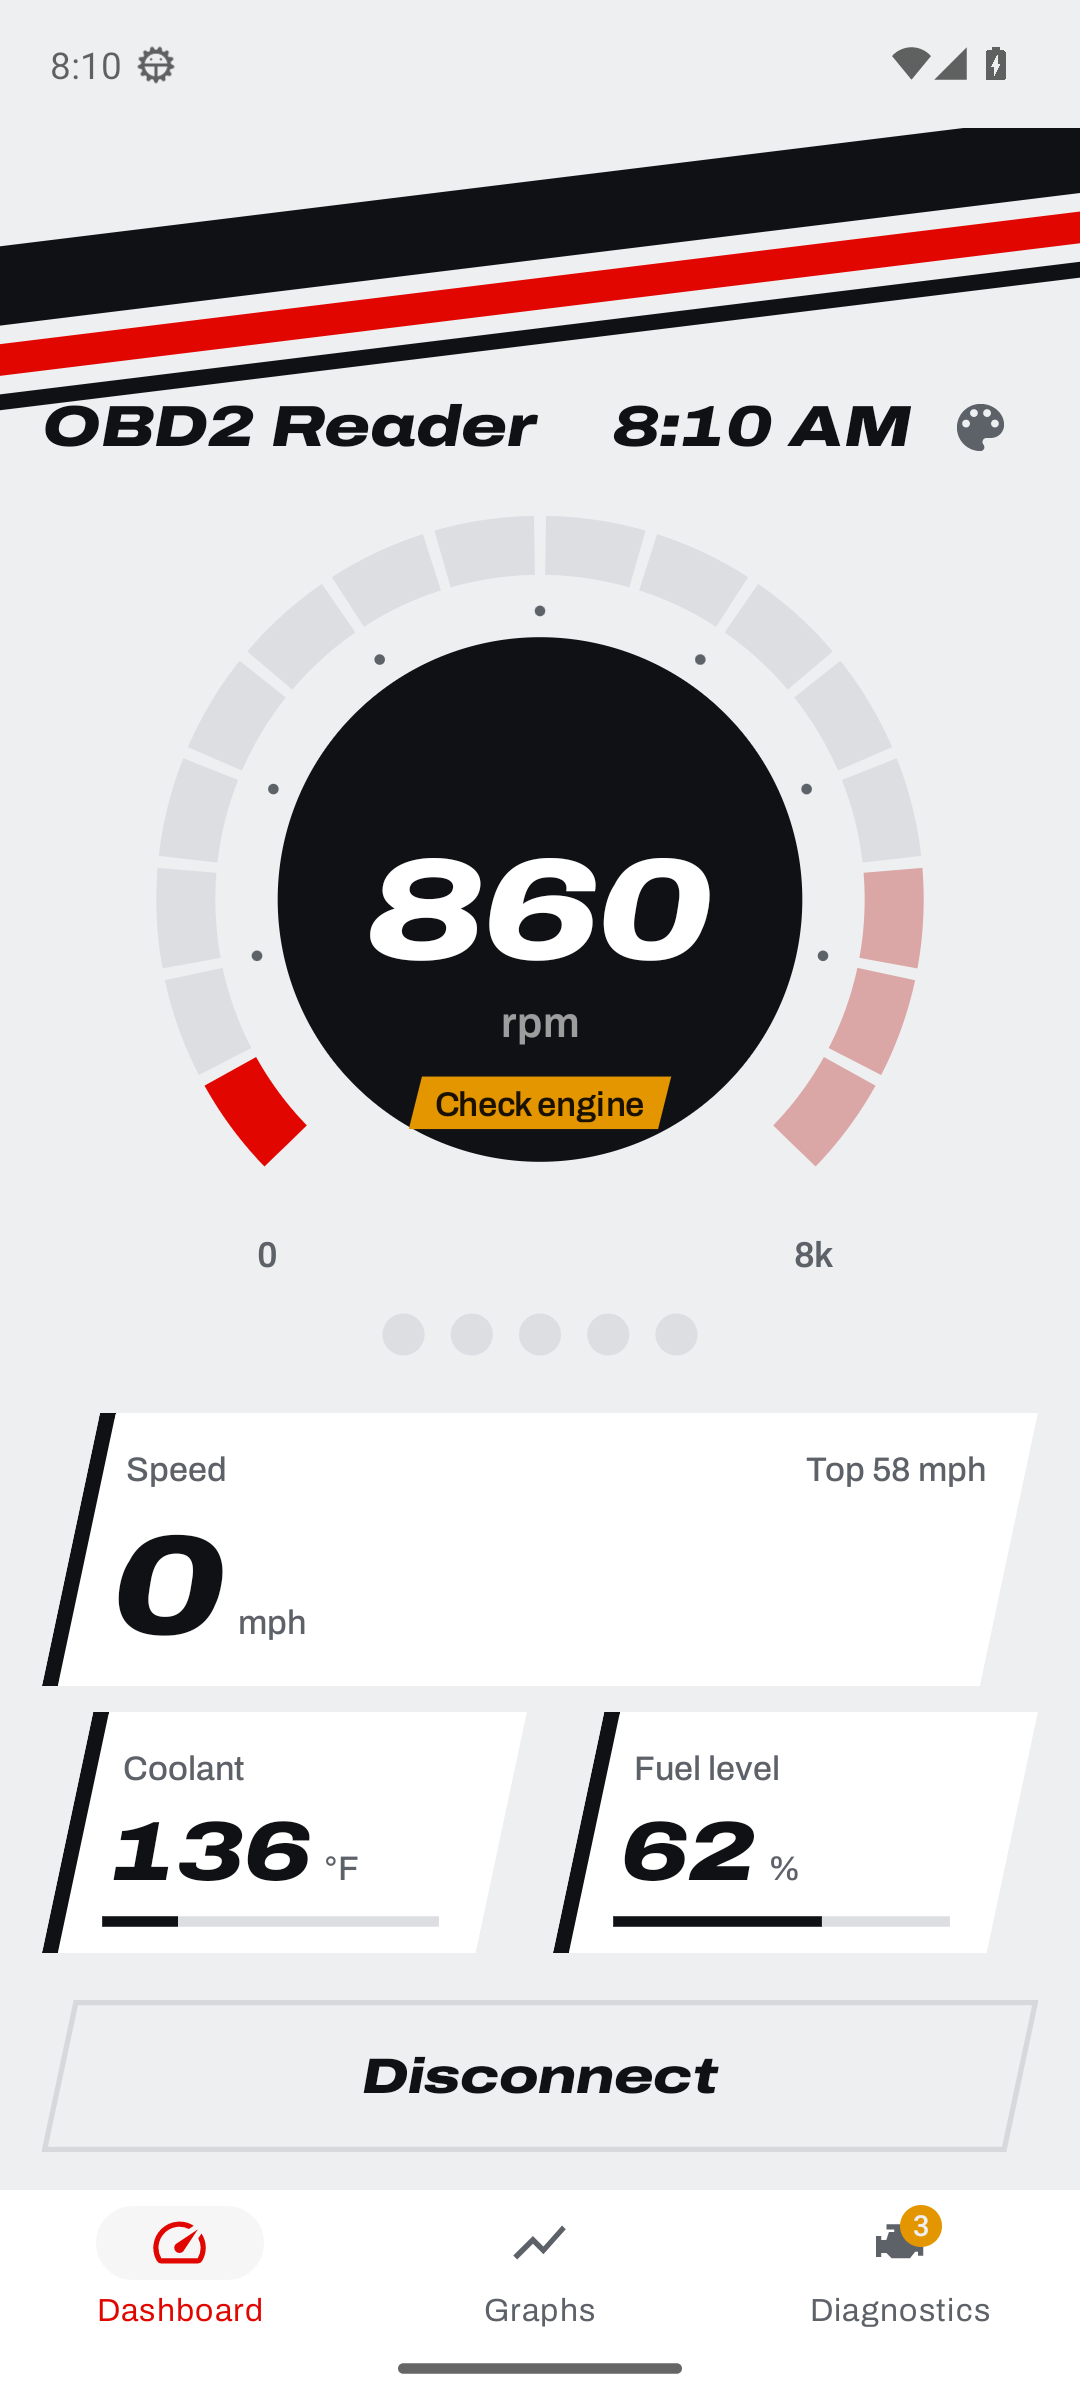 8:10
OBD2 Reader 8:10 AM
860
rpm
Check engine
0 8k
Speed Top 58 mph
0 mph
Coolant Fuel level
136 °F 62 %
Disconnect
3
Dashboard Graphs Diagnostics